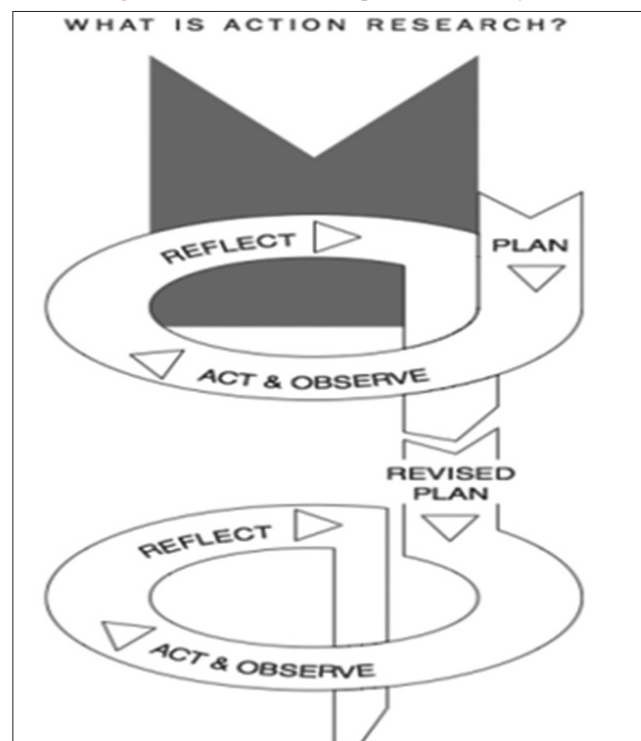 WHAT IS ACTION RESEARCH?
REFLECT
PLAN
ACT & OBSERVE
REVISED
PLAN
REFLECT
ACT & OBSERVE